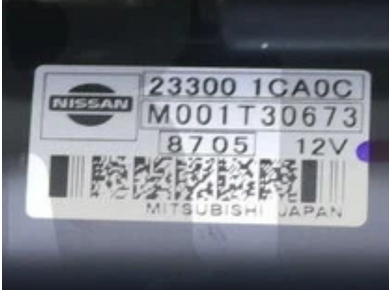 NISSAN
23300 1CA0C
M001T30673
8705 12V
MITSUBISHI JAPAN